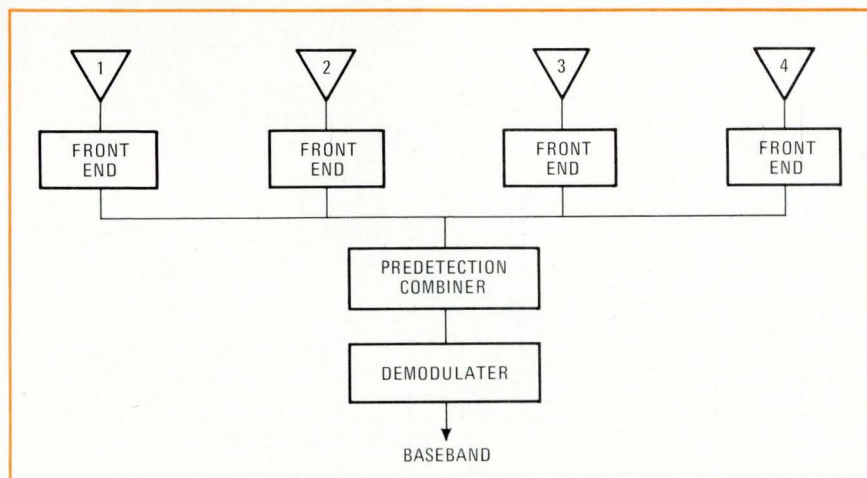 1 2 3 4
FRONT END FRONT END FRONT END FRONT END
PREDETECTION
COMBINER
DEMODULATER
BASEBAND